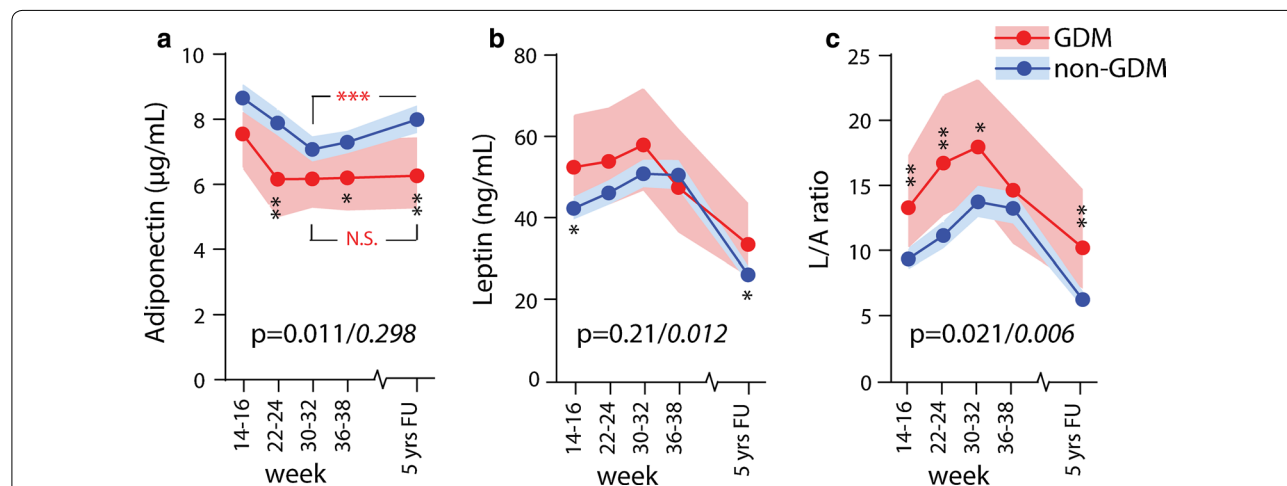 a
Adiponectin (µg/mL)
10
8
6
4
2
0
***
**
*
**
N.S.
p=0.011/0.298
14-16
22-24
30-32
36-38
5 yrs FU
week
b
Leptin (ng/mL)
80
60
40
20
0
*
*
p=0.21/0.012
14-16
22-24
30-32
36-38
5 yrs FU
week
c
GDM
non-GDM
L/A ratio
25
20
15
10
5
0
**
**
*
**
p=0.021/0.006
14-16
22-24
30-32
36-38
5 yrs FU
week